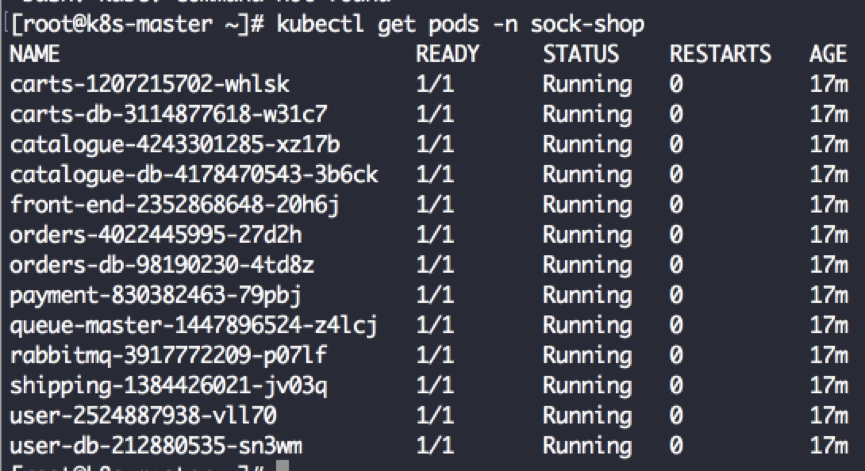 [root@k8s-master ~]# kubectl get pods -n sock-shop
NAME READY STATUS RESTARTS AGE
carts-1207215702-whlsk 1/1 Running 0 17m
carts-db-3114877618-w31c7 1/1 Running 0 17m
catalogue-4243301285-xz17b 1/1 Running 0 17m
catalogue-db-4178470543-3b6ck 1/1 Running 0 17m
front-end-2352868648-20h6j 1/1 Running 0 17m
orders-4022445995-27d2h 1/1 Running 0 17m
orders-db-98190230-4td8z 1/1 Running 0 17m
payment-830382463-79pbj 1/1 Running 0 17m
queue-master-1447896524-z4lcj 1/1 Running 0 17m
rabbitmq-3917772209-p07lf 1/1 Running 0 17m
shipping-1384426021-jv03q 1/1 Running 0 17m
user-2524887938-vll70 1/1 Running 0 17m
user-db-212880535-sn3wm 1/1 Running 0 17m
[root@k8s-master ~]#